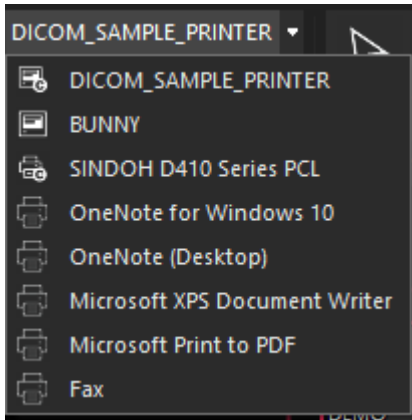 DICOM_SAMPLE_PRINTER
DICOM_SAMPLE_PRINTER
BUNNY
SINDOH D410 Series PCL
OneNote for Windows 10
OneNote (Desktop)
Microsoft XPS Document Writer
Microsoft Print to PDF
Fax
DEMO